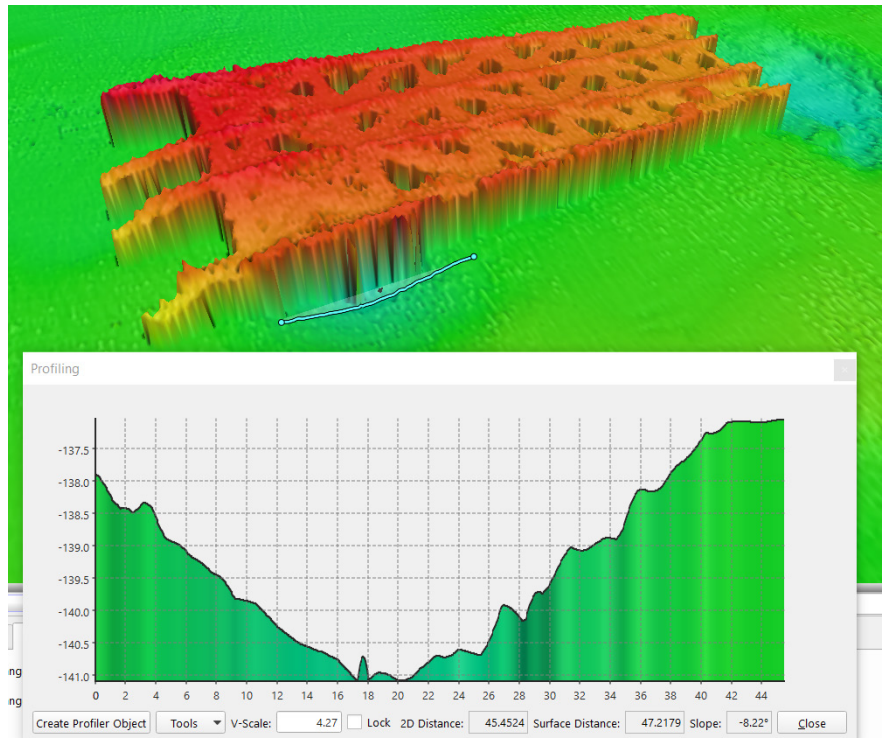 Profiling
-137.5
-138.0
-138.5
-139.0
-139.5
-140.0
-140.5
-141.0
0 2 4 6 8 10 12 14 16 18 20 22 24 26 28 30 32 34 36 38 40 42 44
ang
ang
Create Profiler Object Tools V-Scale: 4.27 Lock 2D Distance: 45.4524 Surface Distance: 47.2179 Slope: -8.22° Close